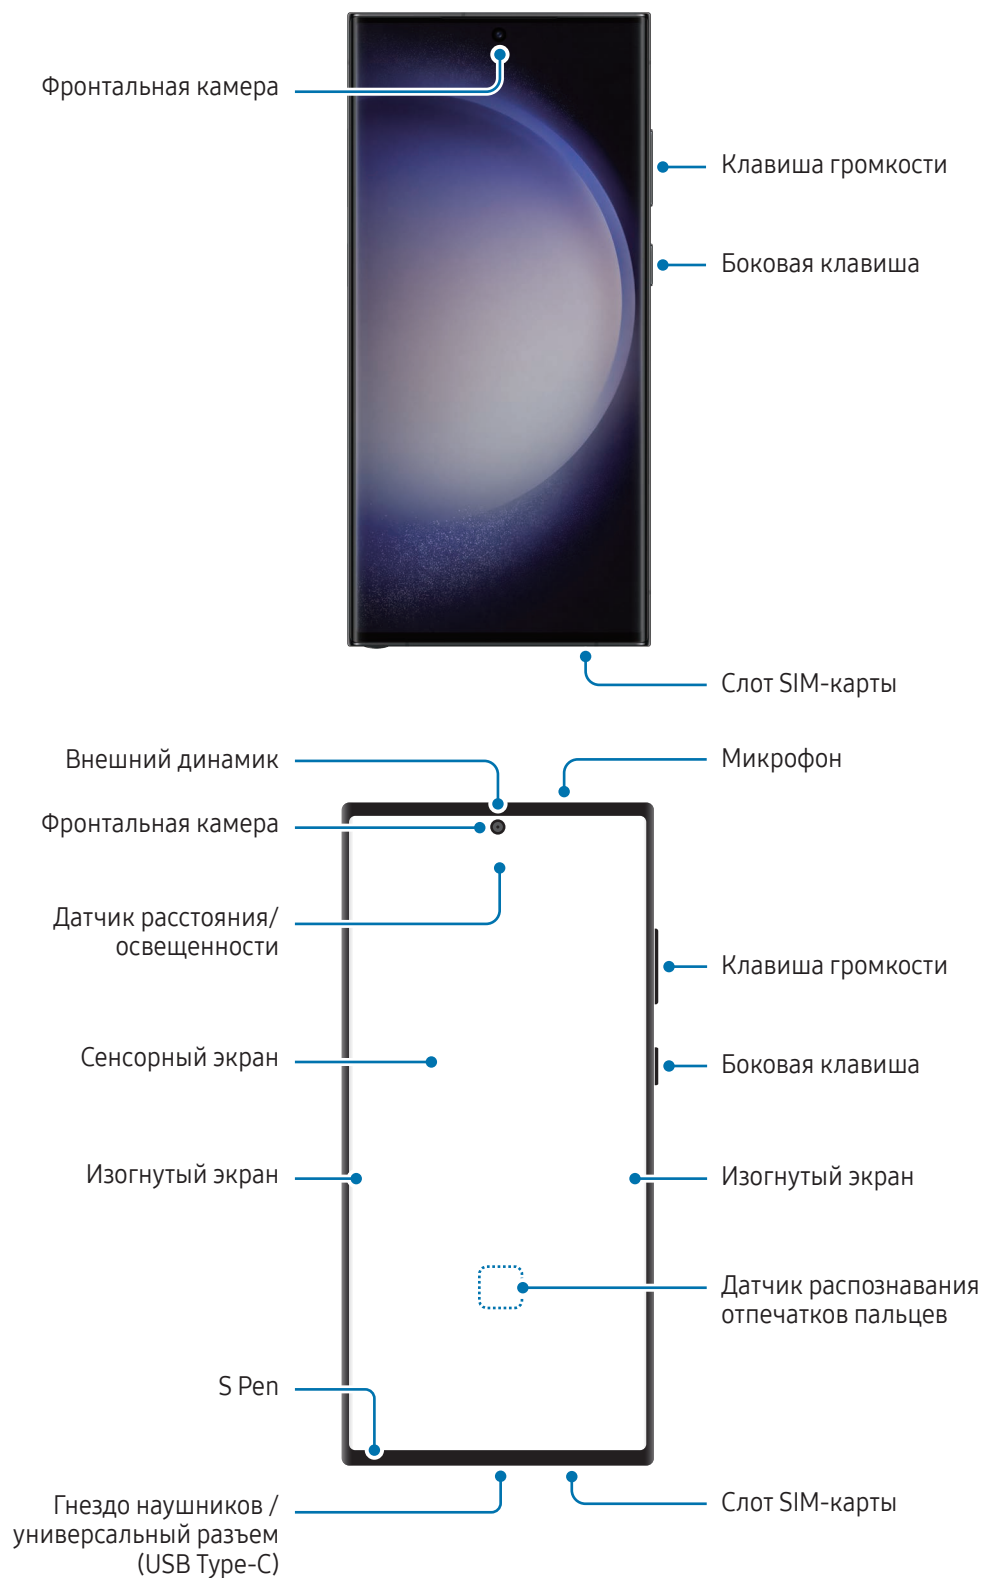 Фронтальная камера
Клавиша громкости
Боковая клавиша
Слот SIM-карты
Внешний динамик
Микрофон
Фронтальная камера
Датчик расстояния/
освещенности
Клавиша громкости
Сенсорный экран
Боковая клавиша
Изогнутый экран
Изогнутый экран
Датчик распознавания
отпечатков пальцев
S Pen
Гнездо наушников /
универсальный разъем
(USB Type-C)
Слот SIM-карты